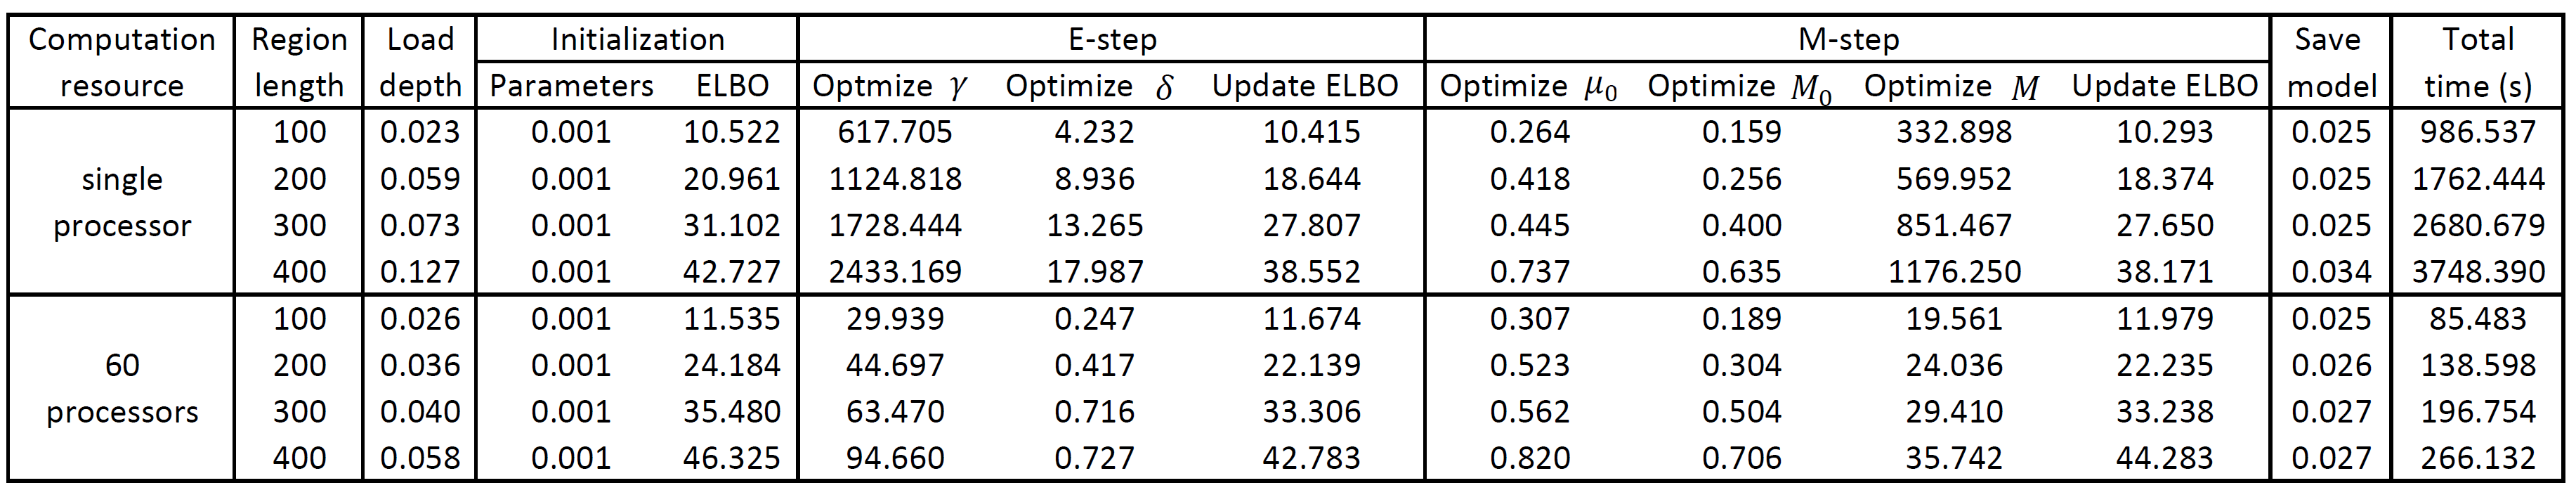 Computation Region Load Initialization E-step M-step Save Total
resource length depth Parameters ELBO Optmize γ Optimize δ Update ELBO Optimize μ₀ Optimize M₀ Optimize M Update ELBO model time (s)
100 0.023 0.001 10.522 617.705 4.232 10.415 0.264 0.159 332.898 10.293 0.025 986.537
single 200 0.059 0.001 20.961 1124.818 8.936 18.644 0.418 0.256 569.952 18.374 0.025 1762.444
processor 300 0.073 0.001 31.102 1728.444 13.265 27.807 0.445 0.400 851.467 27.650 0.025 2680.679
400 0.127 0.001 42.727 2433.169 17.987 38.552 0.737 0.635 1176.250 38.171 0.034 3748.390
100 0.026 0.001 11.535 29.939 0.247 11.674 0.307 0.189 19.561 11.979 0.025 85.483
60 200 0.036 0.001 24.184 44.697 0.417 22.139 0.523 0.304 24.036 22.235 0.026 138.598
processors 300 0.040 0.001 35.480 63.470 0.716 33.306 0.562 0.504 29.410 33.238 0.027 196.754
400 0.058 0.001 46.325 94.660 0.727 42.783 0.820 0.706 35.742 44.283 0.027 266.132